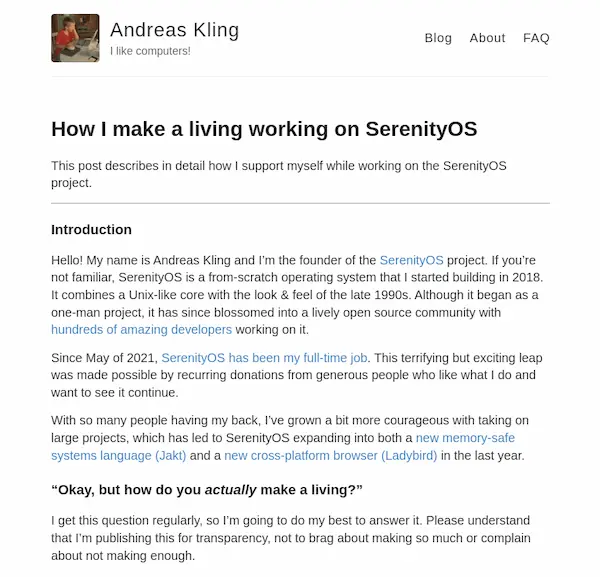 Andreas Kling
I like computers!
Blog About FAQ
How I make a living working on SerenityOS
This post describes in detail how I support myself while working on the SerenityOS
project.
Introduction
Hello! My name is Andreas Kling and I’m the founder of the SerenityOS project. If you’re
not familiar, SerenityOS is a from-scratch operating system that I started building in 2018.
It combines a Unix-like core with the look & feel of the late 1990s. Although it began as a
one-man project, it has since blossomed into a lively open source community with
hundreds of amazing developers working on it.
Since May of 2021, SerenityOS has been my full-time job. This terrifying but exciting leap
was made possible by recurring donations from generous people who like what I do and
want to see it continue.
With so many people having my back, I’ve grown a bit more courageous with taking on
large projects, which has led to SerenityOS expanding into both a new memory-safe
systems language (Jakt) and a new cross-platform browser (Ladybird) in the last year.
“Okay, but how do you actually make a living?”
I get this question regularly, so I’m going to do my best to answer it. Please understand
that I’m publishing this for transparency, not to brag about making so much or complain
about not making enough.